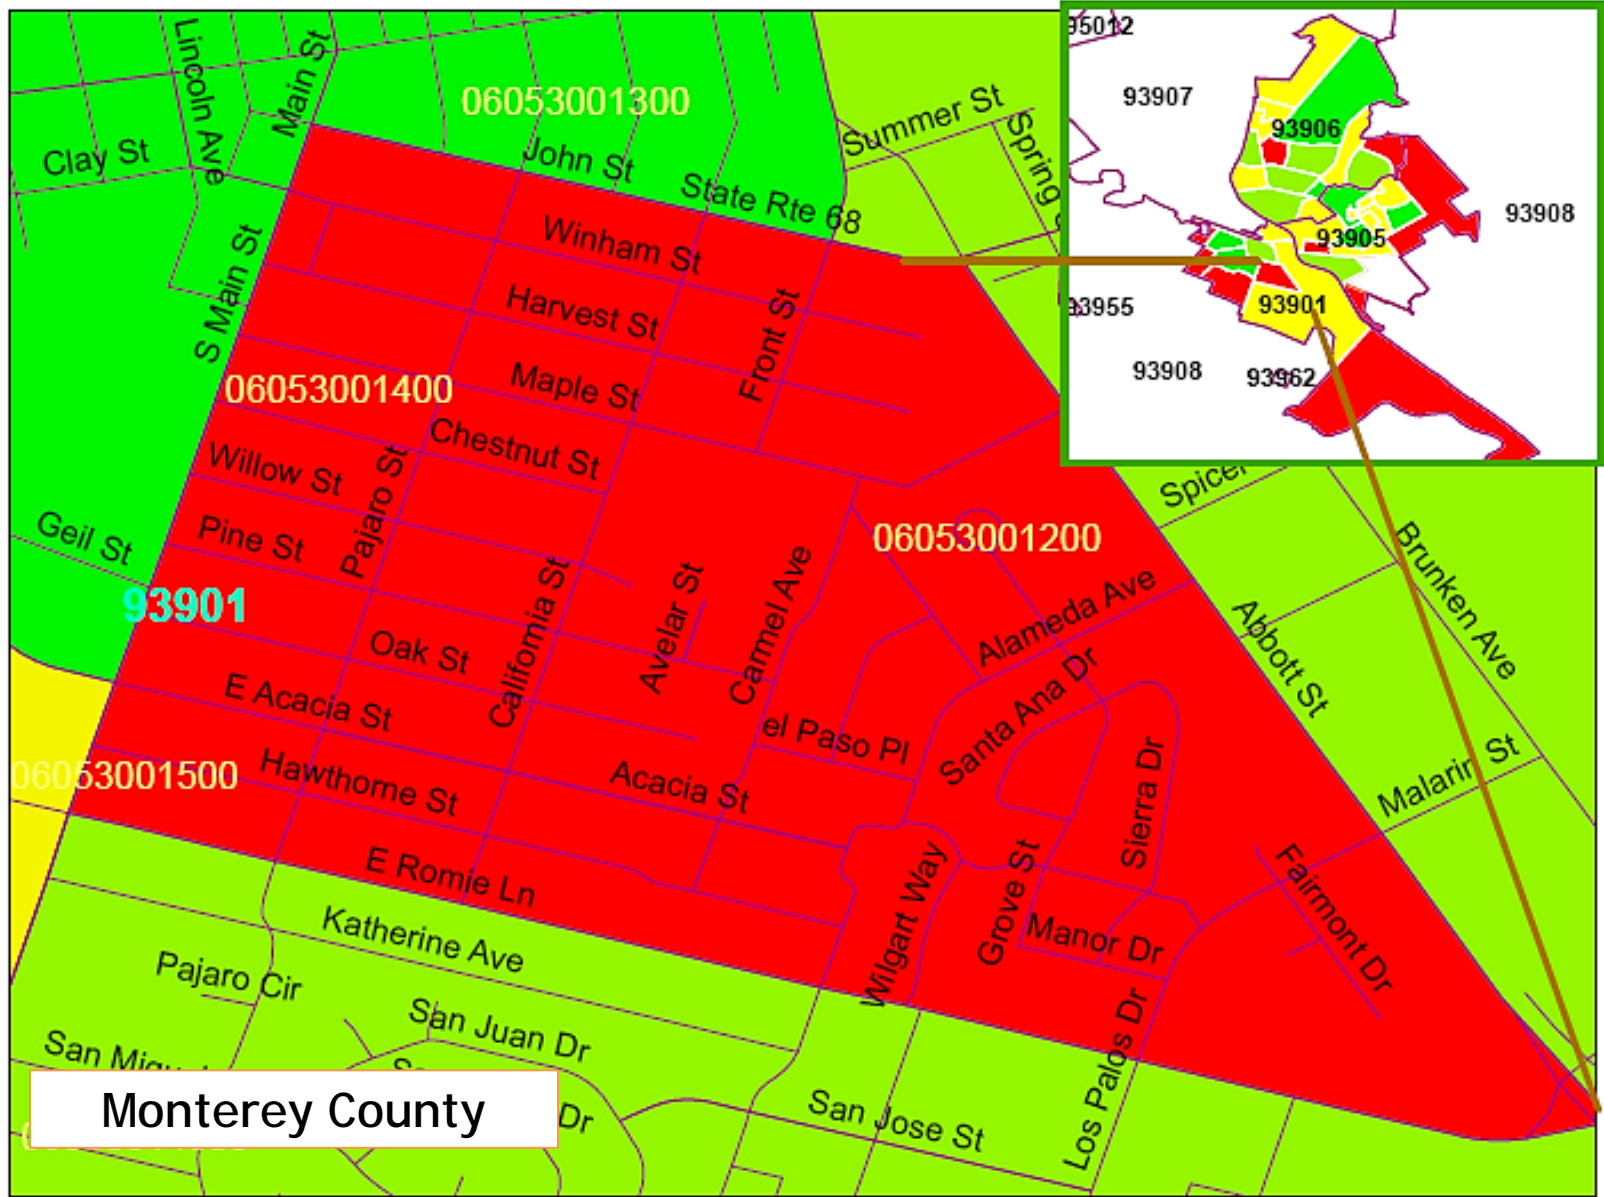 Lincoln Ave
Main St
06053001300
Clay St
John St
State Rte 68
Summer St
Spring
95012
93907
93906
93908
93905
93901
93955
93908
93962
S Main St
Winham St
Harvest St
Front St
Maple St
06053001400
Chestnut St
Willow St
Pajaro St
Pine St
Geil St
93901
06053001200
Spicer
Brunken Ave
Abbott St
Alameda Ave
Carmel Ave
Avelar St
California St
Oak St
E Acacia St
Santa Ana Dr
el Paso Pl
Sierra Dr
Malarin St
06053001500
Hawthorne St
Acacia St
E Romie Ln
Wilgart Way
Grove St
Manor Dr
Fairmont Dr
Katherine Ave
Pajaro Cir
San Juan Dr
Los Palos Dr
San
Dr
San Jose St
Monterey County